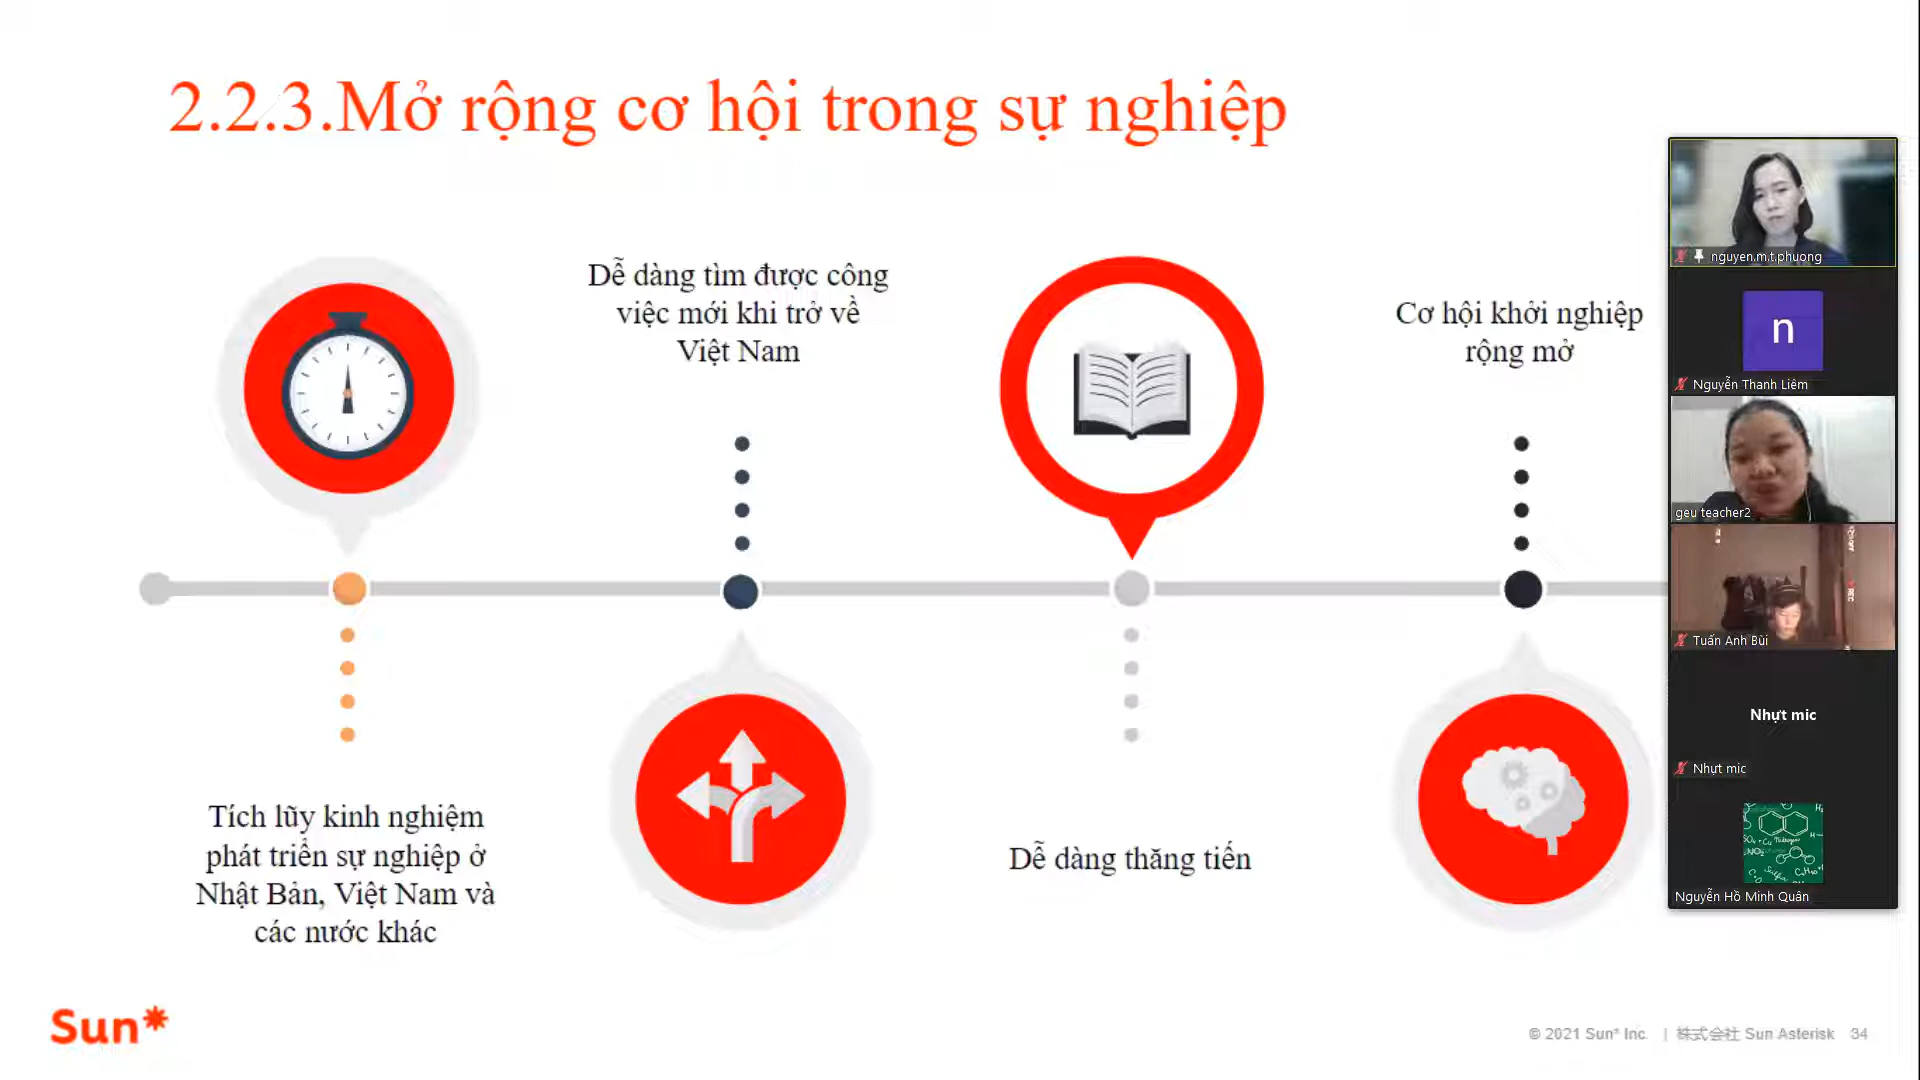 2.2.3.Mở rộng cơ hội trong sự nghiệp
Dễ dàng tìm được công
việc mới khi trở về
Việt Nam
Cơ hội khởi nghiệp
rộng mở
Tích lũy kinh nghiệm
phát triển sự nghiệp ở
Nhật Bản, Việt Nam và
các nước khác
Dễ dàng thăng tiến
nguyen.m.t.phuong
n
Nguyễn Thanh Liêm
geu teacher2
Tuấn Anh Bùi
Nhựt mic
Nhựt mic
Nguyễn Hồ Minh Quân
Sun*
© 2021 Sun* Inc. | 株式会社 Sun Asterisk 34